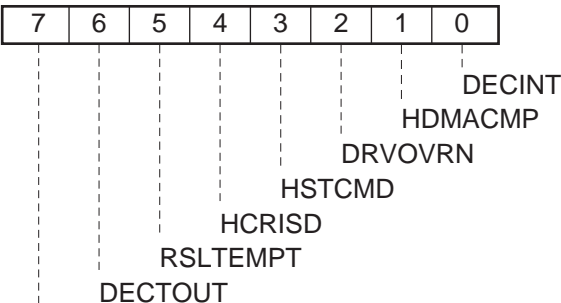 7 6 5 4 3 2 1 0
DECINT
HDMACMP
DRVOVRN
HSTCMD
HCRISD
RSLTEMPT
DECTOUT